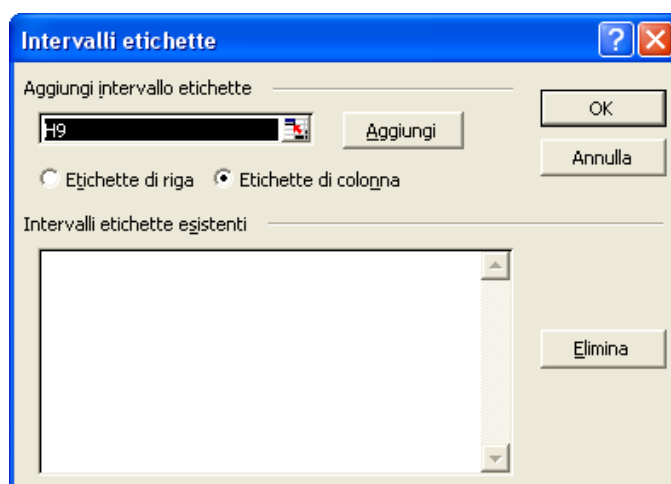 Intervalli etichette
Aggiungi intervallo etichette
H9
Aggiungi
OK
Annulla
Etichette di riga
Etichette di colonna
Intervalli etichette esistenti
Elimina